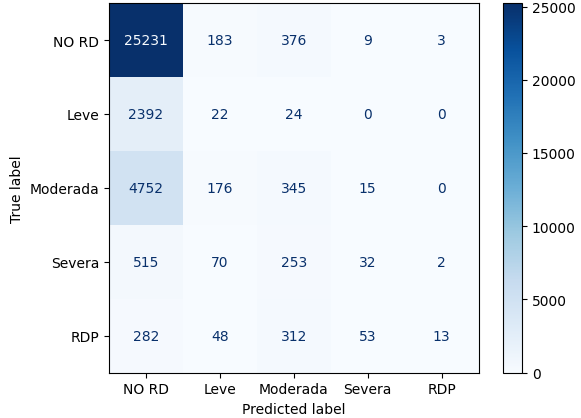 NO RD 25231 183 376 9 3
Leve 2392 22 24 0 0
Moderada 4752 176 345 15 0
Severa 515 70 253 32 2
RDP 282 48 312 53 13
NO RD Leve Moderada Severa RDP
Predicted label
True label
25000
20000
15000
10000
5000
0